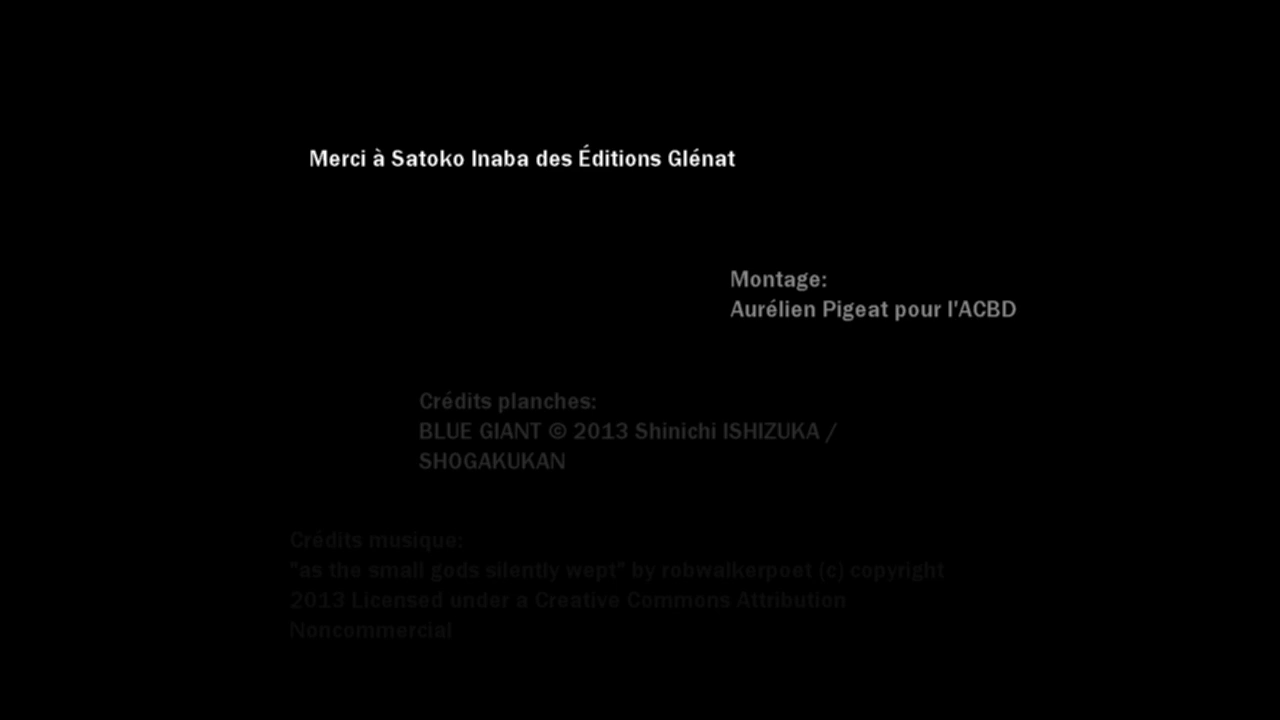 Merci à Satoko Inaba des Éditions Glénat
Montage:
Aurélien Pigeat pour l'ACBD
Crédits planches:
BLUE GIANT © 2013 Shinichi ISHIZUKA /
SHOGAKUKAN
Crédits musique:
"as the small gods silently wept" by robwalkerpoet (c) copyright
2013 Licensed under a Creative Commons Attribution
Noncommercial